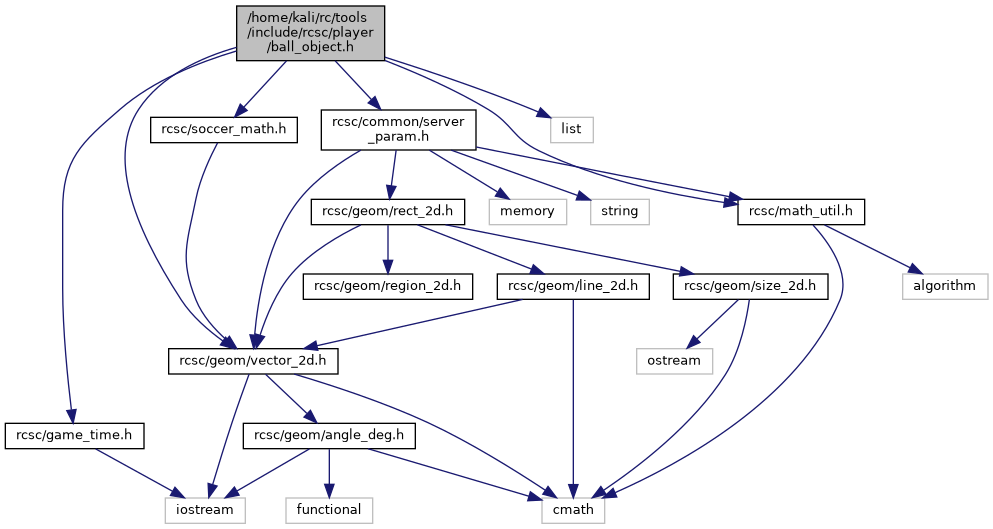 /home/kali/rc/tools
/include/rcsc/player
/ball_object.h
rcsc/soccer_math.h
rcsc/common/server
_param.h
list
rcsc/geom/rect_2d.h
memory
string
rcsc/math_util.h
rcsc/geom/region_2d.h
rcsc/geom/line_2d.h
rcsc/geom/size_2d.h
algorithm
rcsc/geom/vector_2d.h
ostream
rcsc/game_time.h
rcsc/geom/angle_deg.h
iostream
functional
cmath